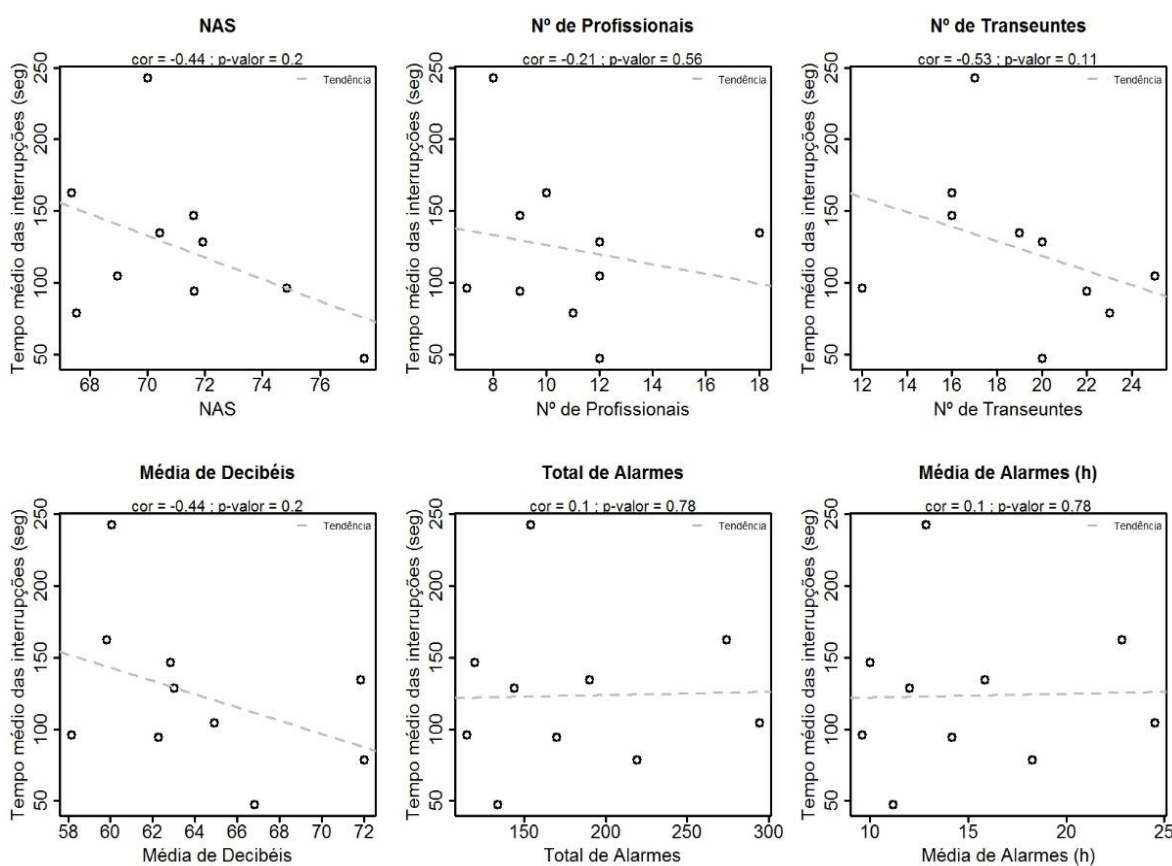 NAS
cor = -0.44 ; p-valor = 0.2
Tendência
Tempo médio das interrupções (seg)
250
200
150
100
50
68 70 72 74 76
NAS
Nº de Profissionais
cor = -0.21 ; p-valor = 0.56
Tendência
Tempo médio das interrupções (seg)
250
200
150
100
50
8 10 12 14 16 18
Nº de Profissionais
Nº de Transeuntes
cor = -0.53 ; p-valor = 0.11
Tendência
Tempo médio das interrupções (seg)
250
200
150
100
50
12 14 16 18 20 22 24
Nº de Transeuntes
Média de Decibéis
cor = -0.44 ; p-valor = 0.2
Tendência
Tempo médio das interrupções (seg)
250
200
150
100
50
58 60 62 64 66 68 70 72
Média de Decibéis
Total de Alarmes
cor = 0.1 ; p-valor = 0.78
Tendência
Tempo médio das interrupções (seg)
250
200
150
100
50
150 200 250 300
Total de Alarmes
Média de Alarmes (h)
cor = 0.1 ; p-valor = 0.78
Tendência
Tempo médio das interrupções (seg)
250
200
150
100
50
10 15 20 25
Média de Alarmes (h)